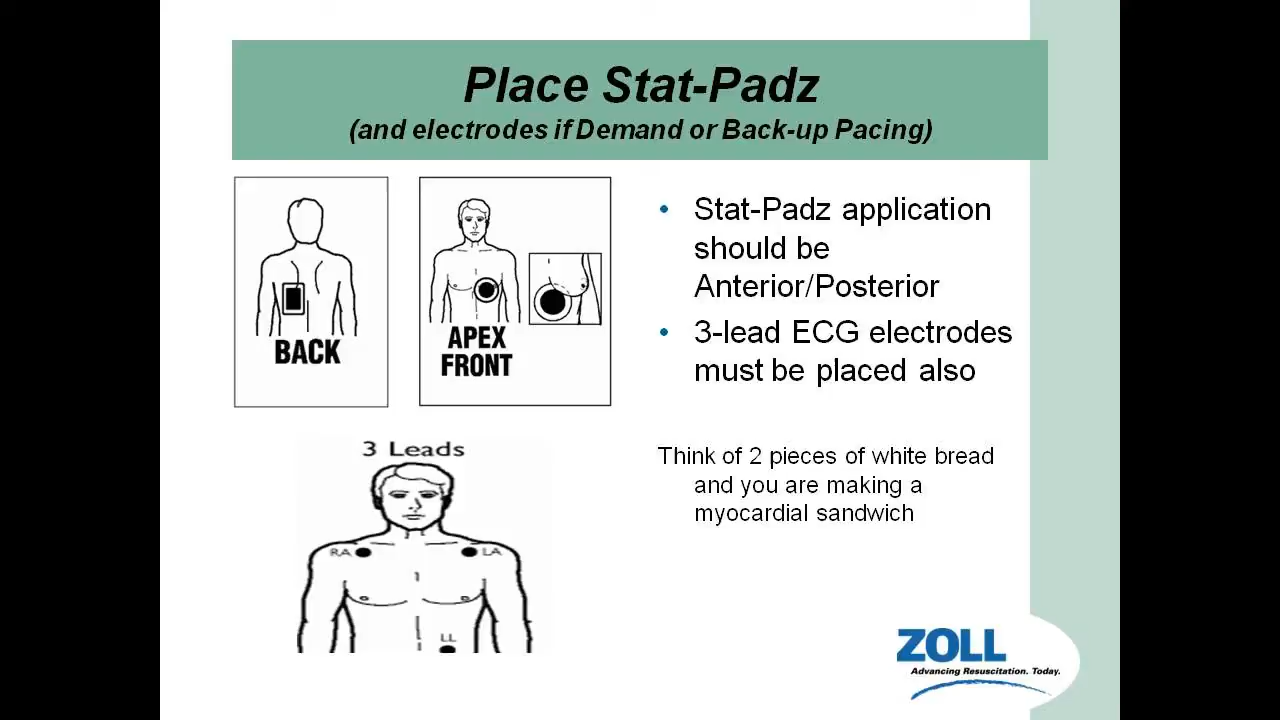 Place Stat-Padz
(and electrodes if Demand or Back-up Pacing)
BACK
APEX
FRONT
• Stat-Padz application
should be
Anterior/Posterior
• 3-lead ECG electrodes
must be placed also
Think of 2 pieces of white bread
and you are making a
myocardial sandwich
3 Leads
RA
LA
LL
ZOLL
Advancing Resuscitation. Today.